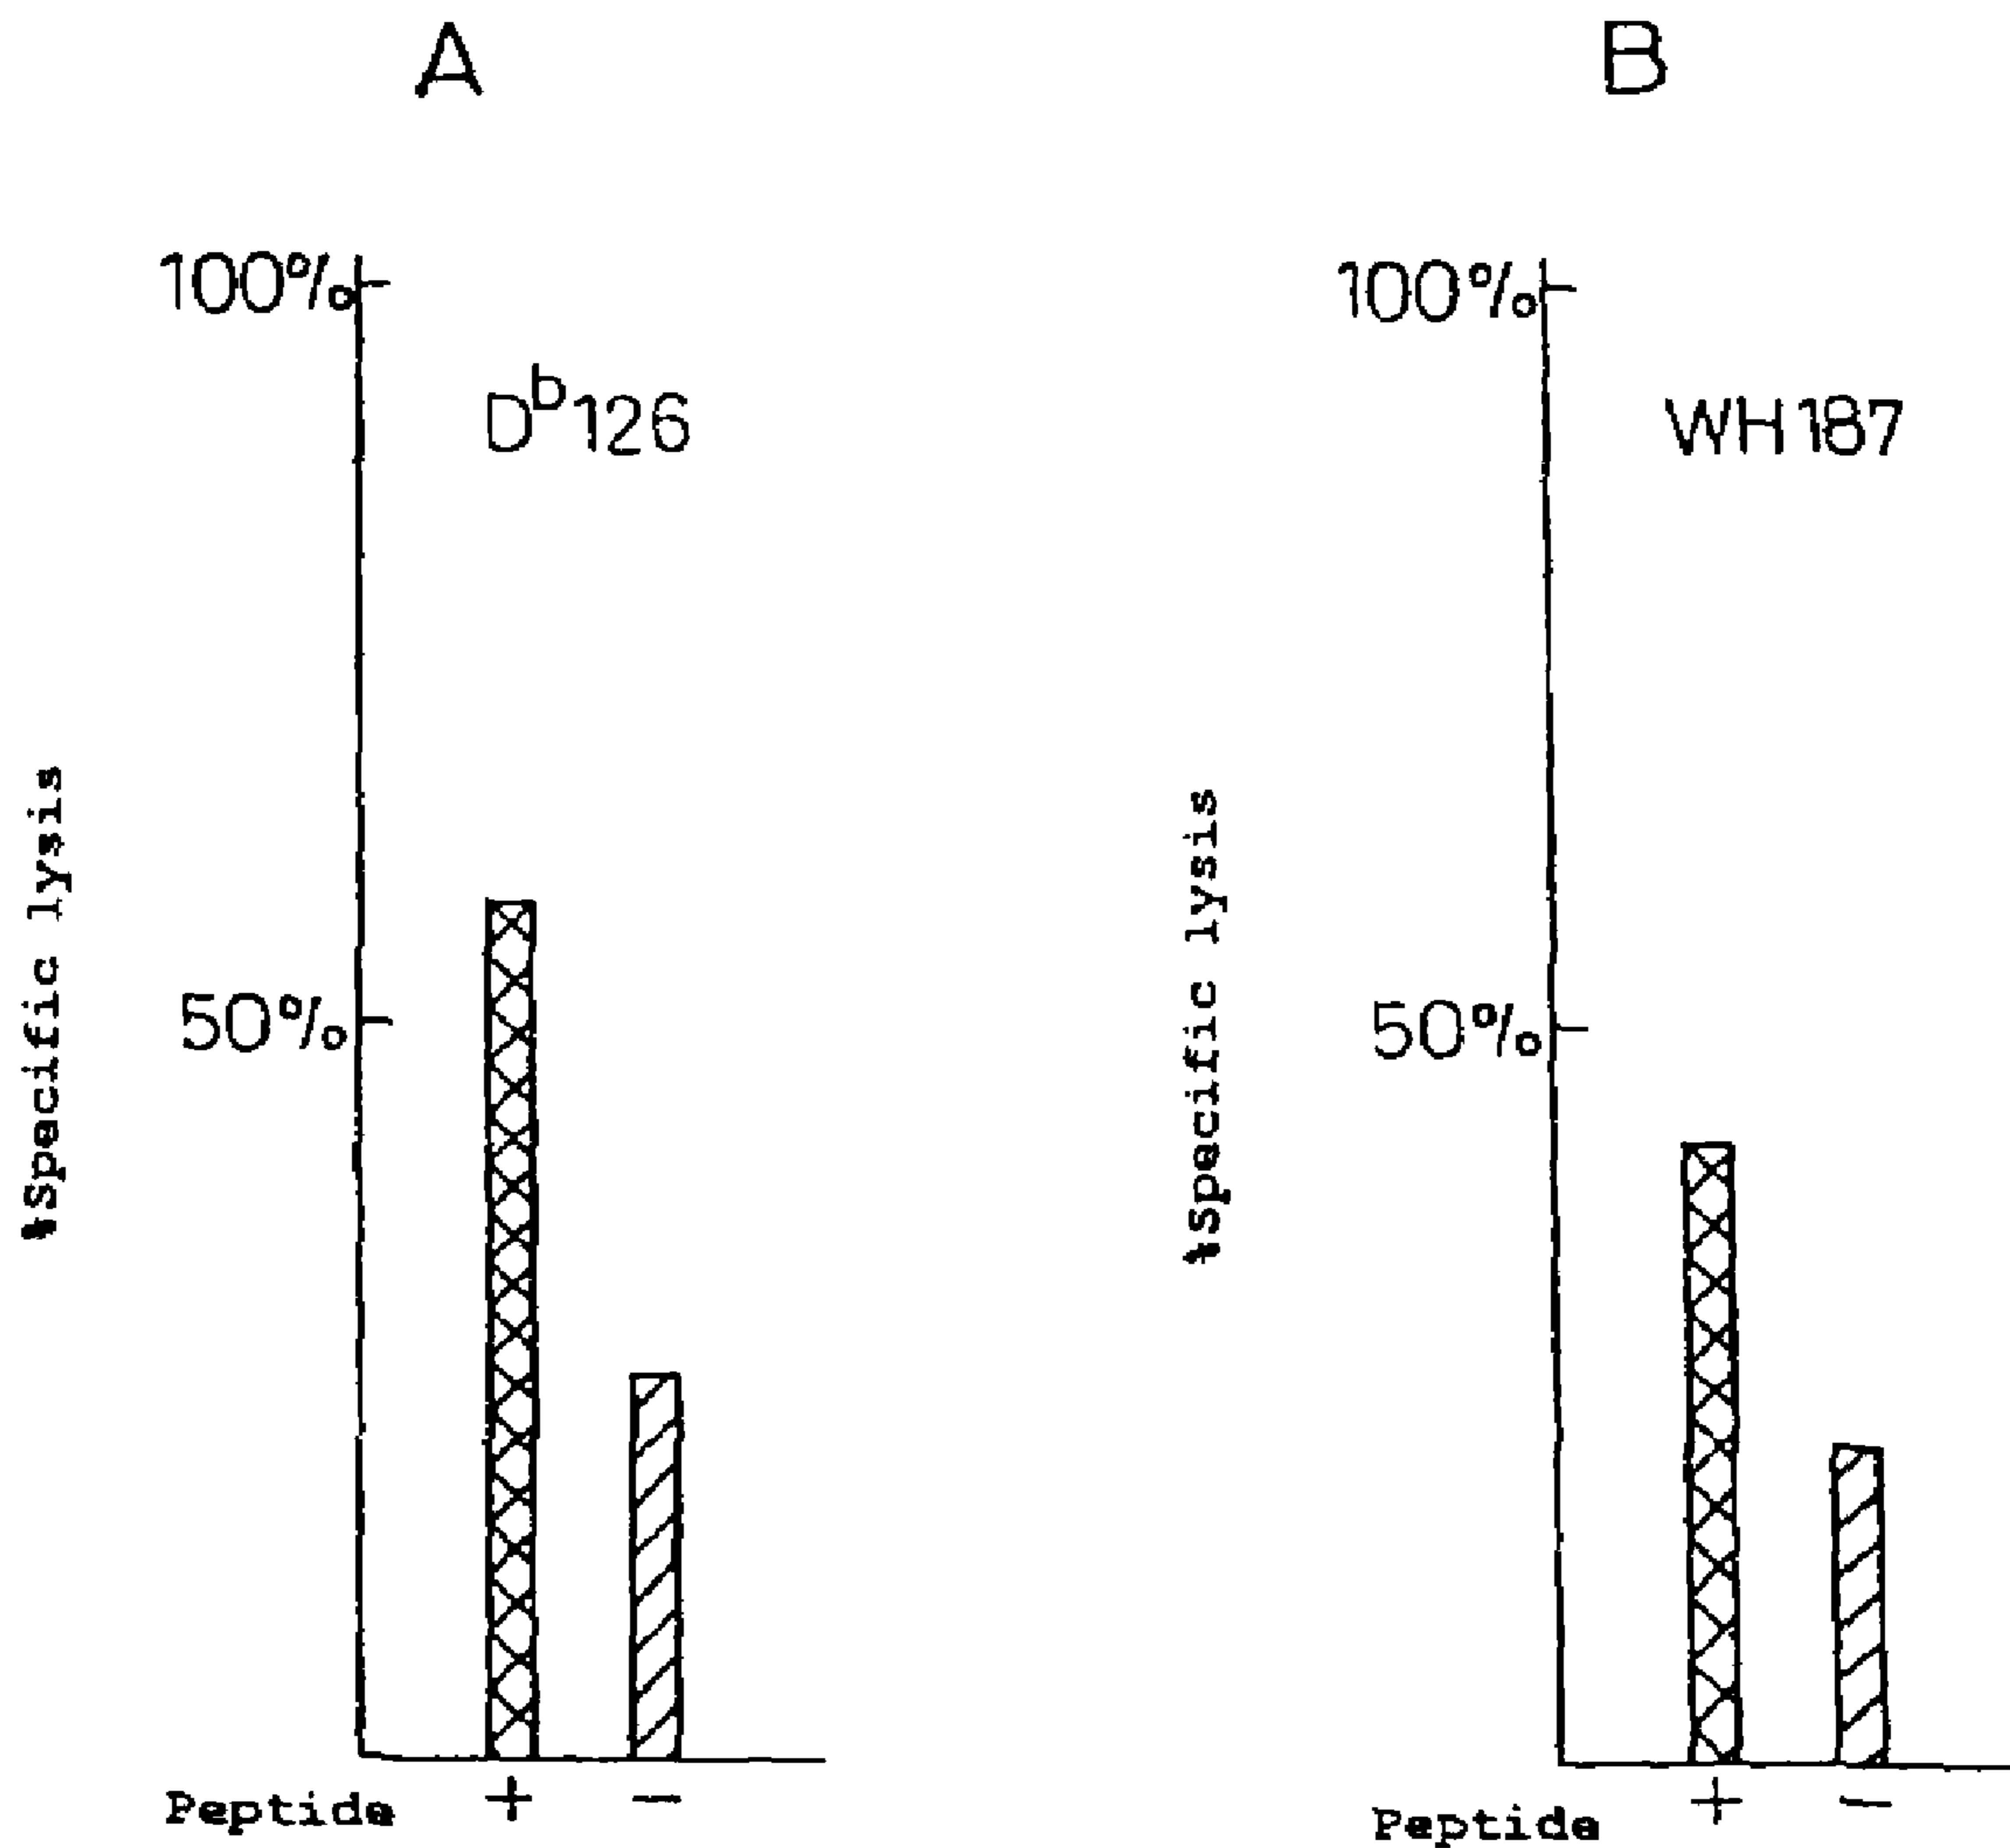 A
100%
D^b126
50%
%Specific lysis
Peptide + −
B
100%
WH187
50%
%Specific lysis
Peptide + −